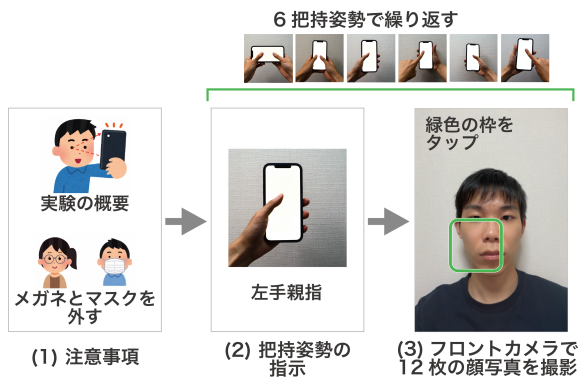 6把持姿勢で繰り返す
実験の概要
メガネとマスクを
外す
(1) 注意事項
左手親指
(2) 把持姿勢の
指示
緑色の枠を
タップ
(3) フロントカメラで
12枚の顔写真を撮影